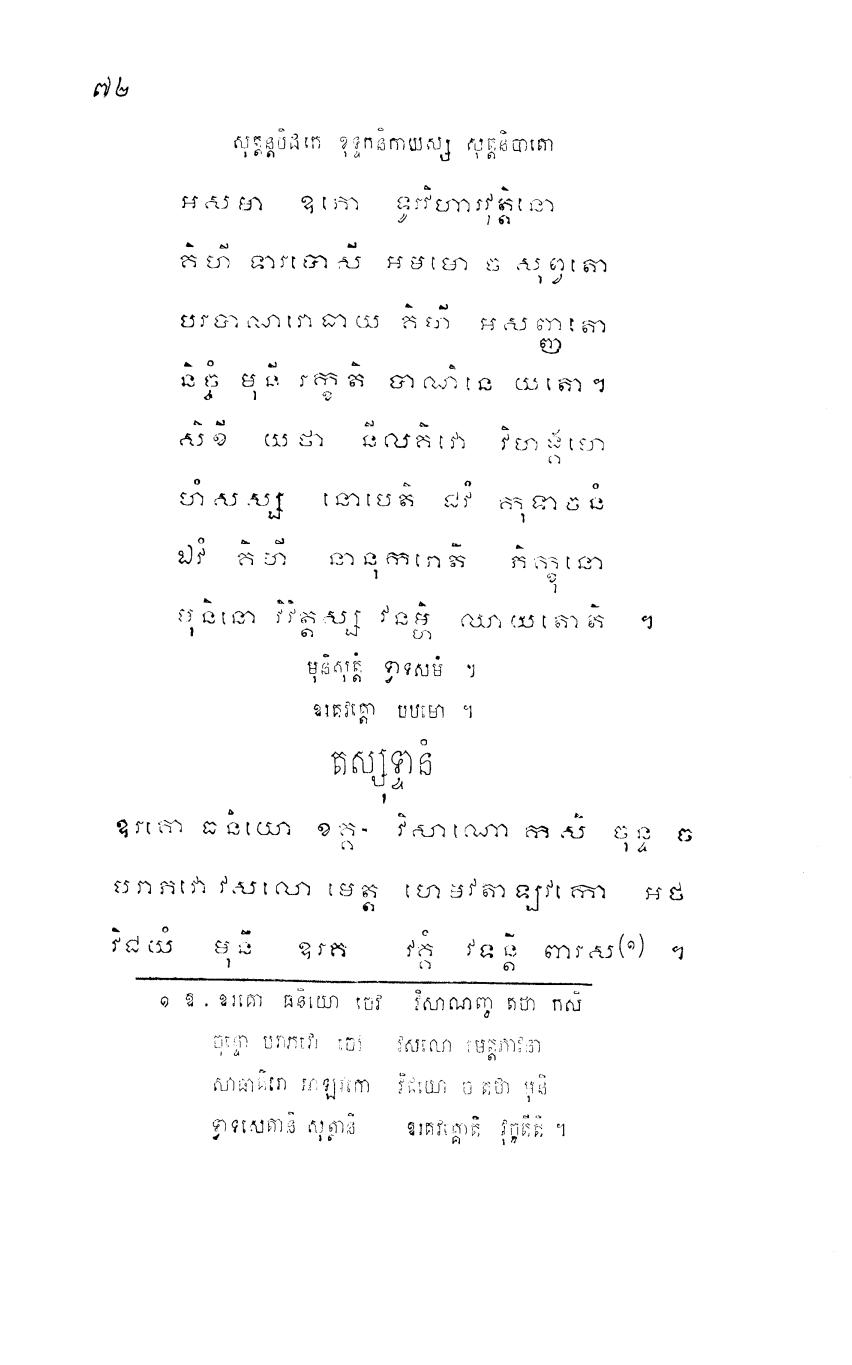 ៧២
សុត្តន្តបិដកេ ខុទ្ទកនិកាយស្ស សុត្តនិបាតោ
អសមា ឧភោ ទូរវិហារវុត្តិនោ
គិហី ទារបោសី អមមោ ច សុព្វតោ
បរបាណរោធាយ គិហី អសញ្ញតោ
និច្ចំ មុនី រក្ខតិ បាណិនេ យតោ។
សិខី យថា នីលគិវោ វិហង្គមោ
ហំសស្ស នោបេតិ ជវំ កុទាចនំ
ឯវំ គិហី នានុករោតិ ភិក្ខុនោ
មុនិនោ វិវិត្តស្ស វនម្ហិ ឈាយតោតិ ។
មុនិសុត្តំ ទ្វាទសមំ ។
ឧរគវគ្គោ បឋមោ ។
តស្សុទ្ទានំ
ឧរគោ ធនិយោ ខគ្គ- វិសាណោ កសិ ចុន្ទ ច
បរាភវោ វសលោ មេត្ត ហេមវតាឡវកោ អថ
វិជយំ មុនី ឧរគ វគ្គំ វទន្តិ ពារស(១) ។
១ ឱ . ឧរគោ ធនិយោ ចេវ វិសាណញ្ច តថា កសិ
ចុន្ទោ បរាភវោ ចេវ វសលោ មេត្តភាវនា
សាតាគិរោ អាឡវកោ វិជយោ ច តថា មុនិ
ទ្វាទសេតានិ សុត្តានិ ឧរគវគ្គោតិ វុច្ចតីតិ ។